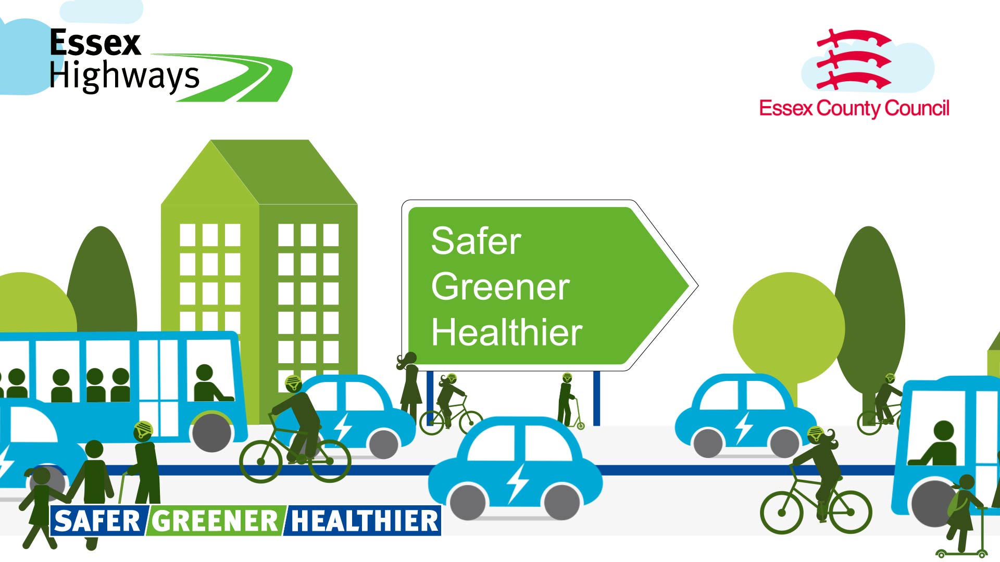 Essex
Highways
Essex County Council
Safer
Greener
Healthier
SAFER GREENER HEALTHIER